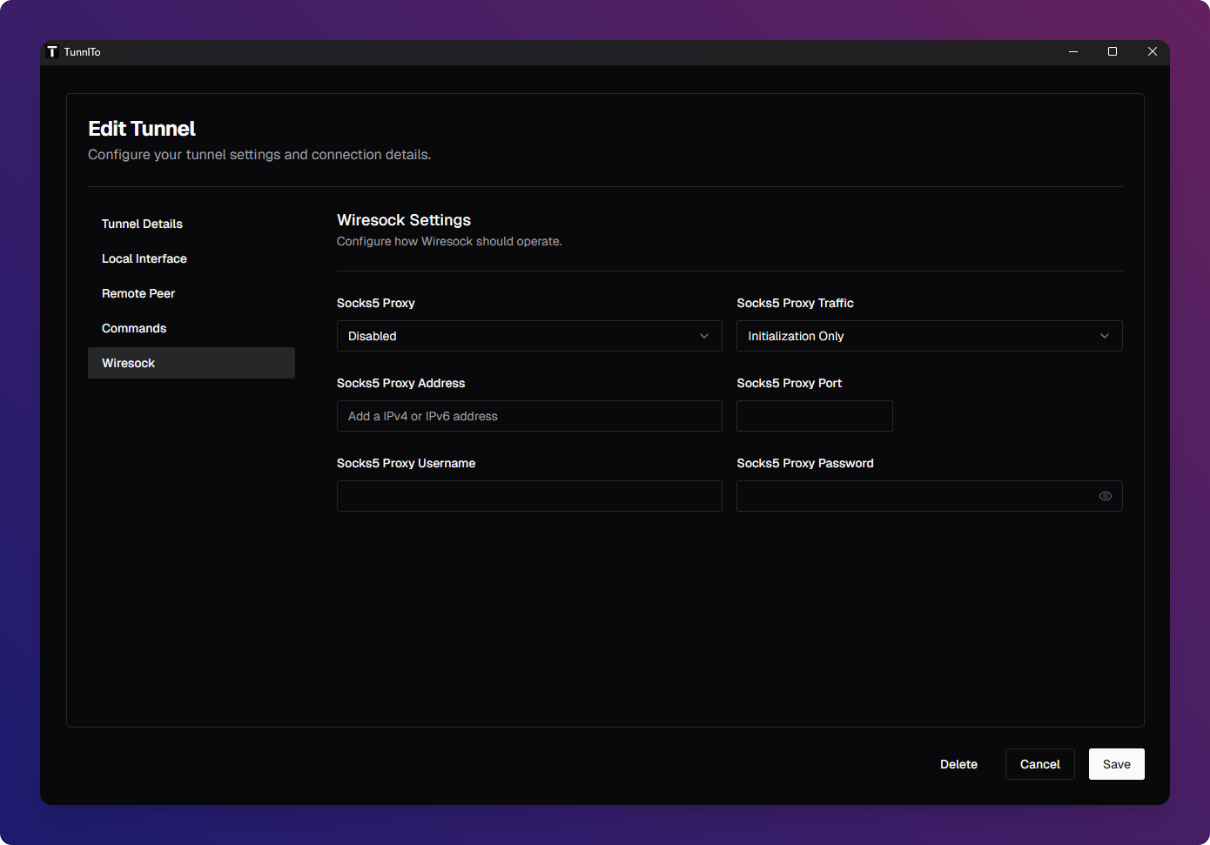 T TunnlTo
Edit Tunnel
Configure your tunnel settings and connection details.
Tunnel Details
Local Interface
Remote Peer
Commands
Wiresock
Wiresock Settings
Configure how Wiresock should operate.
Socks5 Proxy
Disabled
Socks5 Proxy Traffic
Initialization Only
Socks5 Proxy Address
Add a IPv4 or IPv6 address
Socks5 Proxy Port
Socks5 Proxy Username
Socks5 Proxy Password
Delete
Cancel
Save